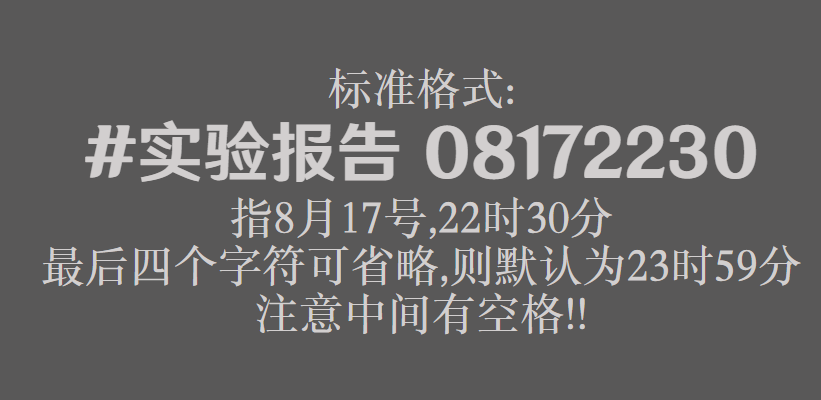 标准格式:
#实验报告 08172230
指8月17号,22时30分
最后四个字符可省略,则默认为23时59分
注意中间有空格!!